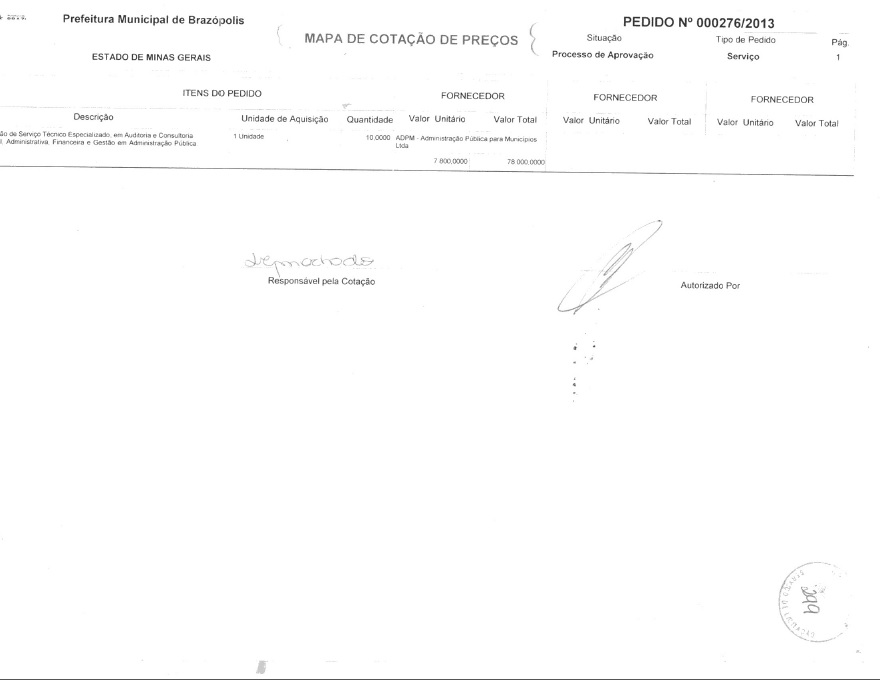 Prefeitura Municipal de Brazópolis
ESTADO DE MINAS GERAIS
MAPA DE COTAÇÃO DE PREÇOS
PEDIDO Nº 000276/2013
Situação Tipo de Pedido Pág.
Processo de Aprovação Serviço 1
ITENS DO PEDIDO FORNECEDOR FORNECEDOR FORNECEDOR
Descrição Unidade de Aquisição Quantidade Valor Unitário Valor Total Valor Unitário Valor Total Valor Unitário Valor Total
ão de Serviço Técnico Especializado, em Auditoria e Consultoria 1 Unidade 10,0000 ADPM - Administração Pública para Municípios
l, Administrativa, Financeira e Gestão em Administração Pública Ltda
7.800,0000 78.000,0000
Responsável pela Cotação
Autorizado Por
299